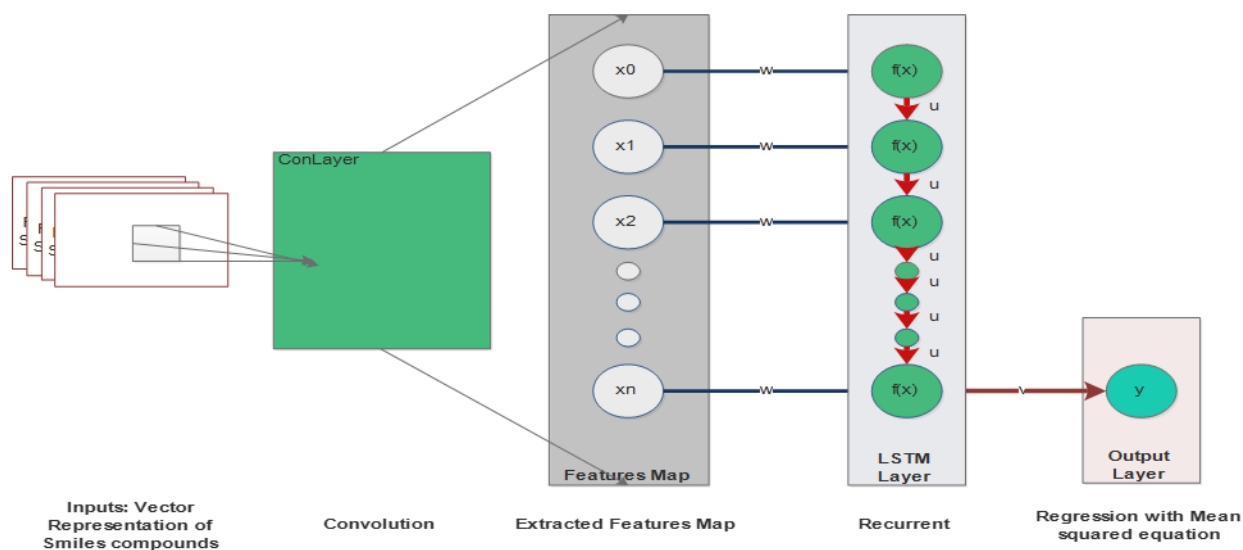 x0
w
f(x)
u
ConLayer
x1
w
f(x)
u
x2
w
f(x)
u
u
u
u
xn
w
f(x)
v
y
Features Map
LSTM
Layer
Output
Layer
Inputs: Vector
Representation of
Smiles compounds
Convolution
Extracted Features Map
Recurrent
Regression with Mean
squared equation